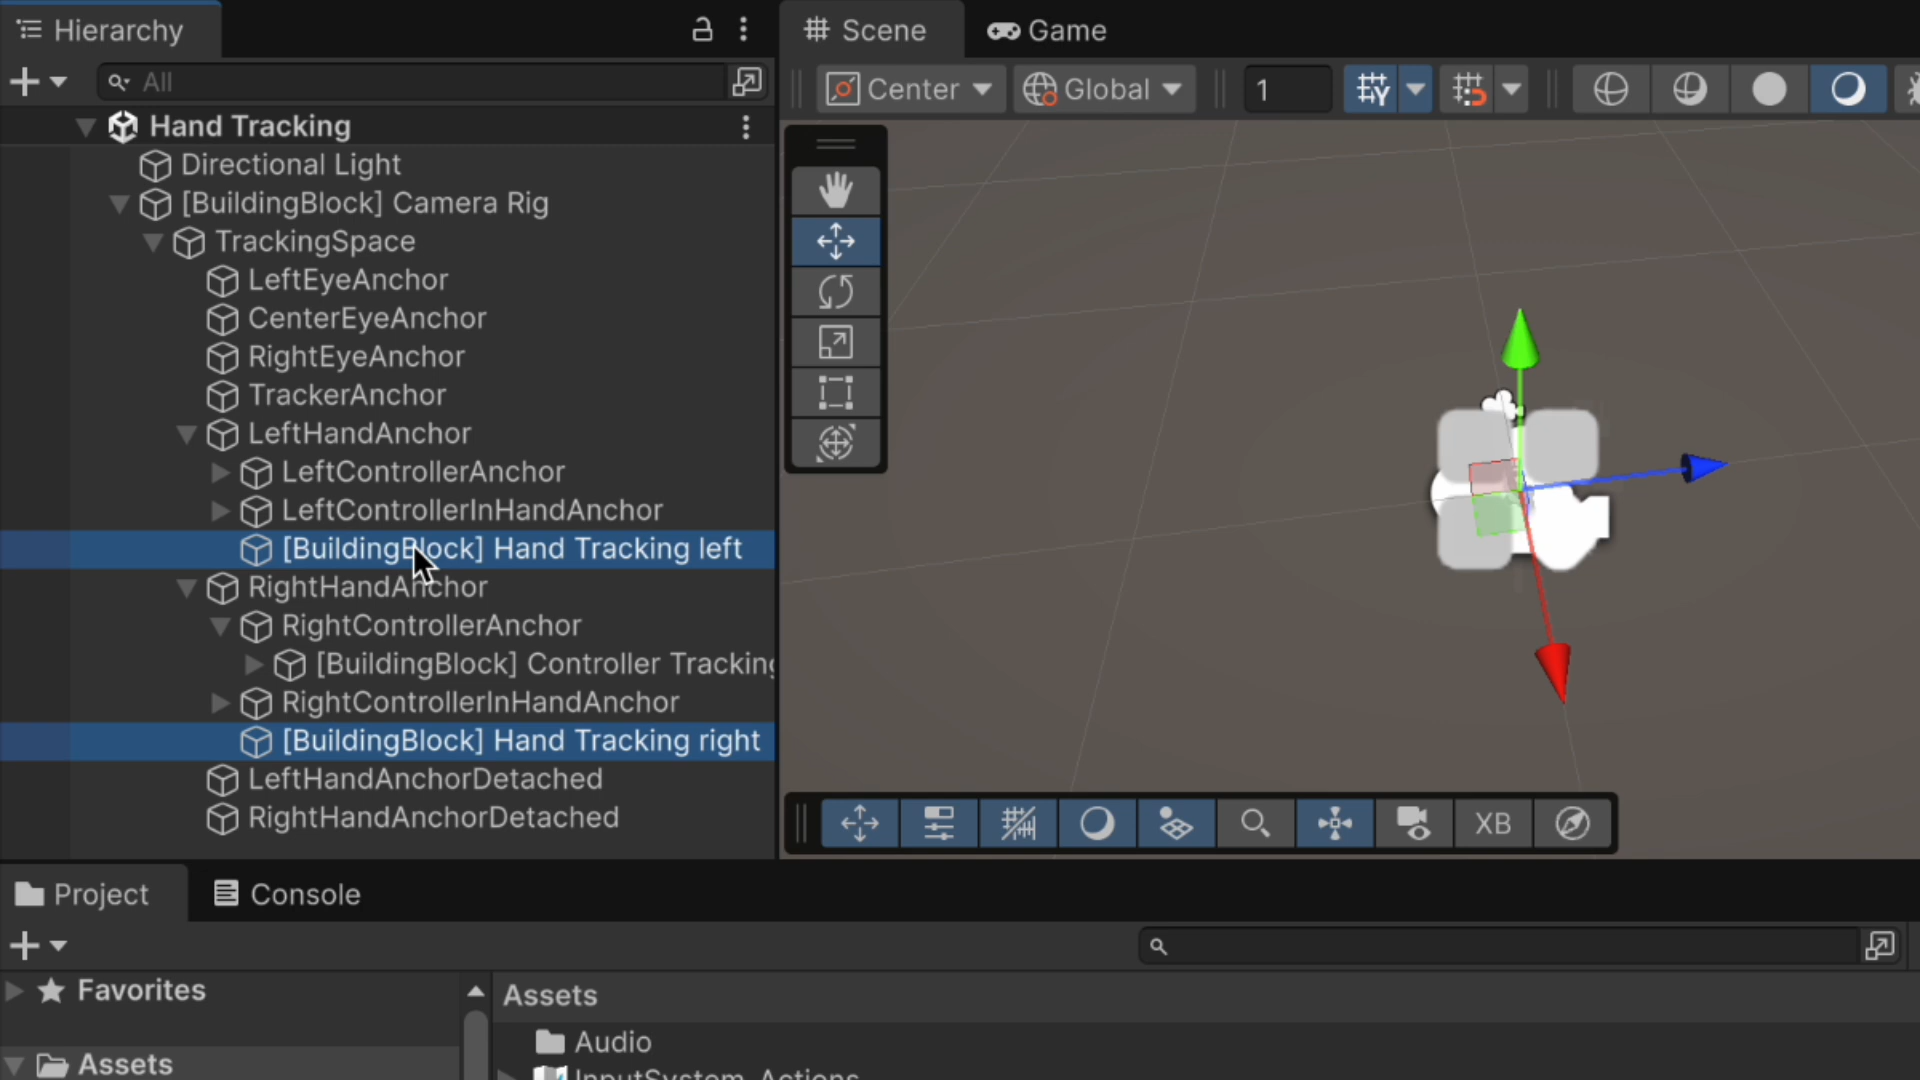 Hierarchy
All
Hand Tracking
Directional Light
[BuildingBlock] Camera Rig
TrackingSpace
LeftEyeAnchor
CenterEyeAnchor
RightEyeAnchor
TrackerAnchor
LeftHandAnchor
LeftControllerAnchor
LeftControllerInHandAnchor
[BuildingBlock] Hand Tracking left
RightHandAnchor
RightControllerAnchor
[BuildingBlock] Controller Tracking
RightControllerInHandAnchor
[BuildingBlock] Hand Tracking right
LeftHandAnchorDetached
RightHandAnchorDetached
Scene
Game
Center
Global
1
XB
Project
Console
Favorites
Assets
Assets
Audio
InputSystem_Actions